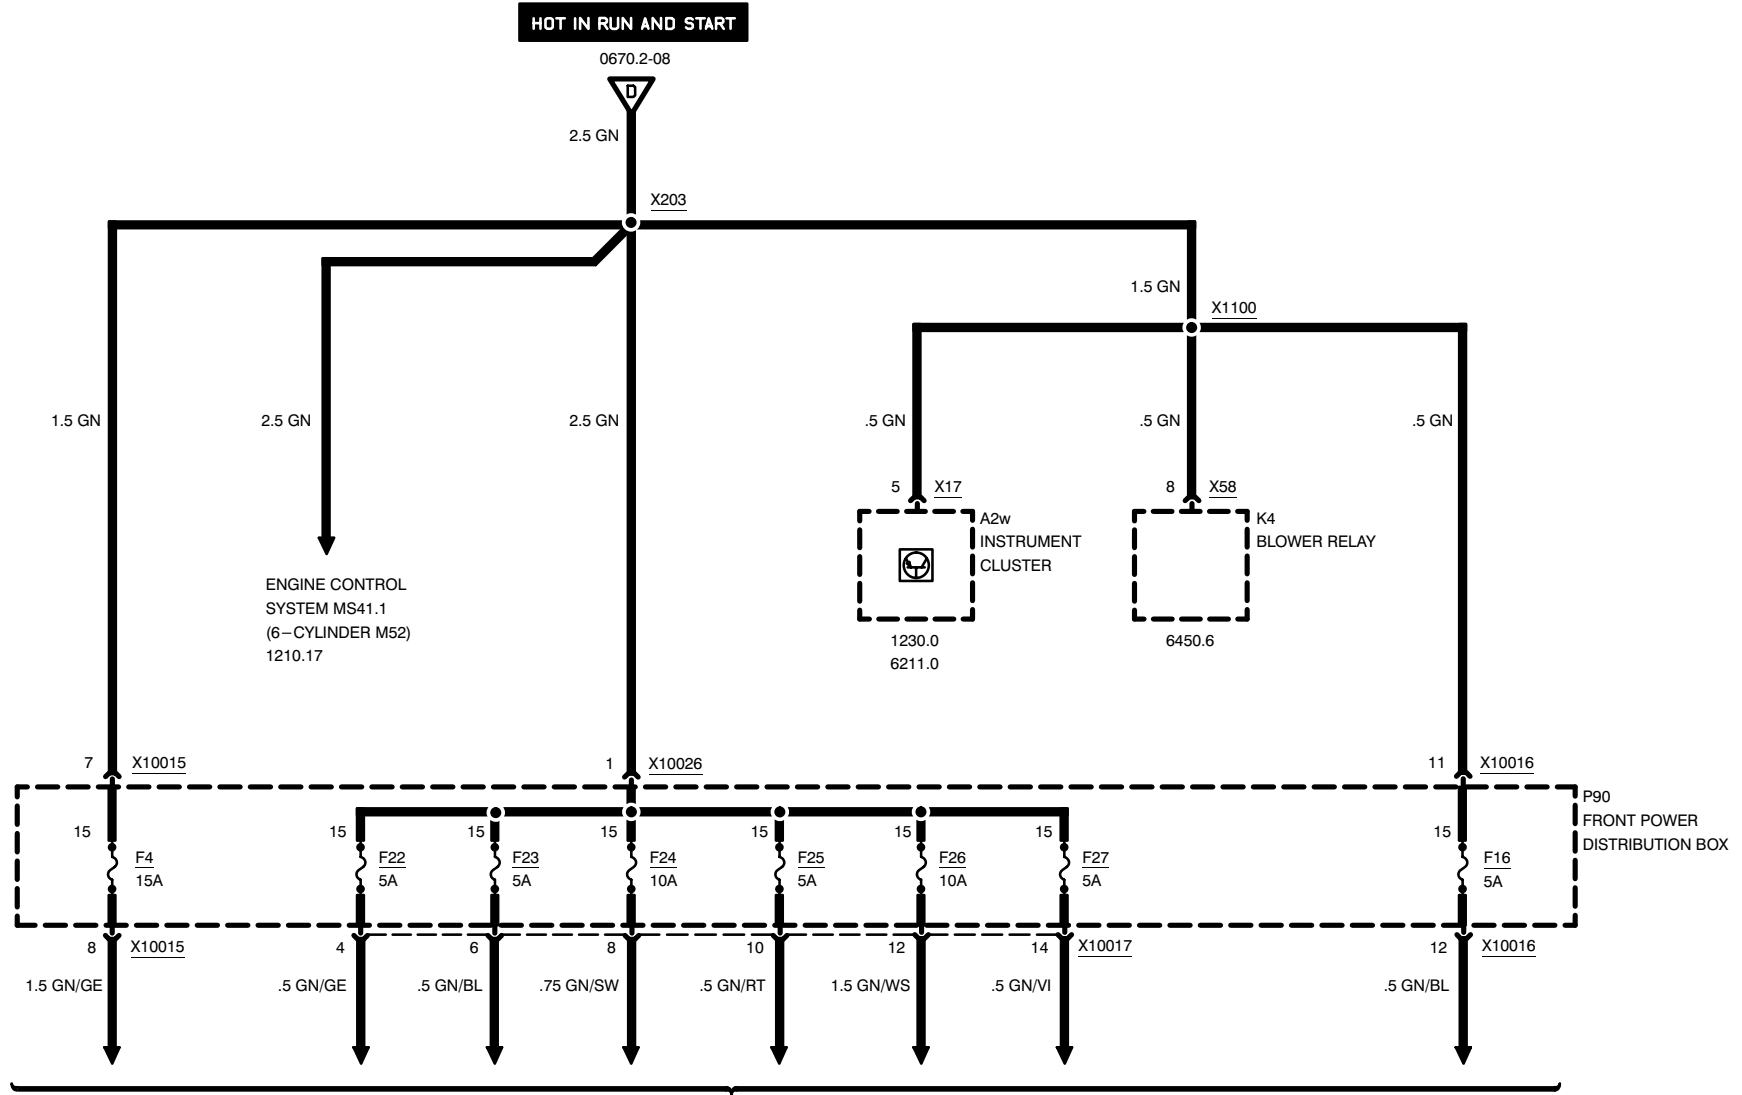 HOT IN RUN AND START
0670.2-08
D
2.5 GN
X203
1.5 GN
X1100
1.5 GN
2.5 GN
2.5 GN
.5 GN
.5 GN
.5 GN
5
X17
8
X58
A2w
INSTRUMENT
CLUSTER
K4
BLOWER RELAY
ENGINE CONTROL
SYSTEM MS41.1
(6−CYLINDER M52)
1210.17
1230.0
6211.0
6450.6
7
X10015
1
X10026
11
X10016
P90
FRONT POWER
DISTRIBUTION BOX
15
15
15
15
15
15
15
15
F4
15A
F22
5A
F23
5A
F24
10A
F25
5A
F26
10A
F27
5A
F16
5A
8
X10015
4
6
8
10
12
14
X10017
12
X10016
1.5 GN/GE
.5 GN/GE
.5 GN/BL
.75 GN/SW
.5 GN/RT
1.5 GN/WS
.5 GN/VI
.5 GN/BL